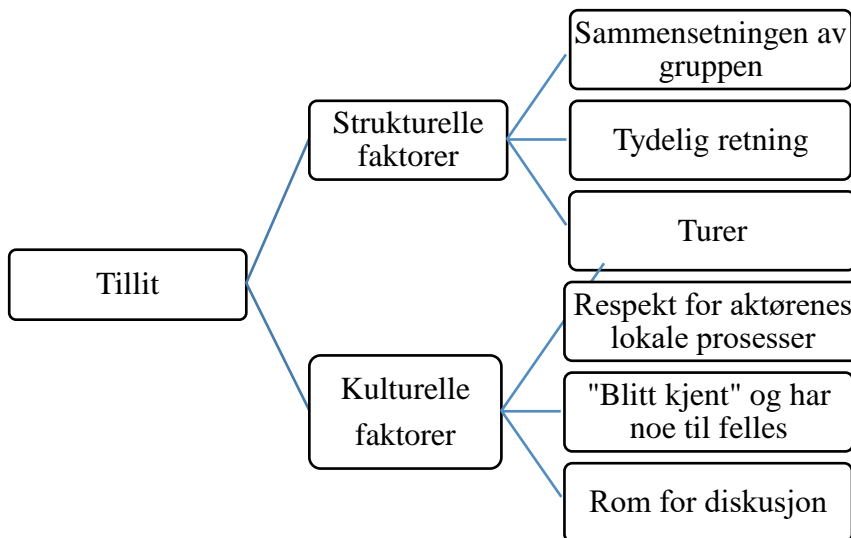 Sammensetningen av
gruppen
Strukturelle
faktorer
Tydelig retning
Turer
Tillit
Respekt for aktørenes
lokale prosesser
Kulturelle
faktorer
"Blitt kjent" og har
noe til felles
Rom for diskusjon